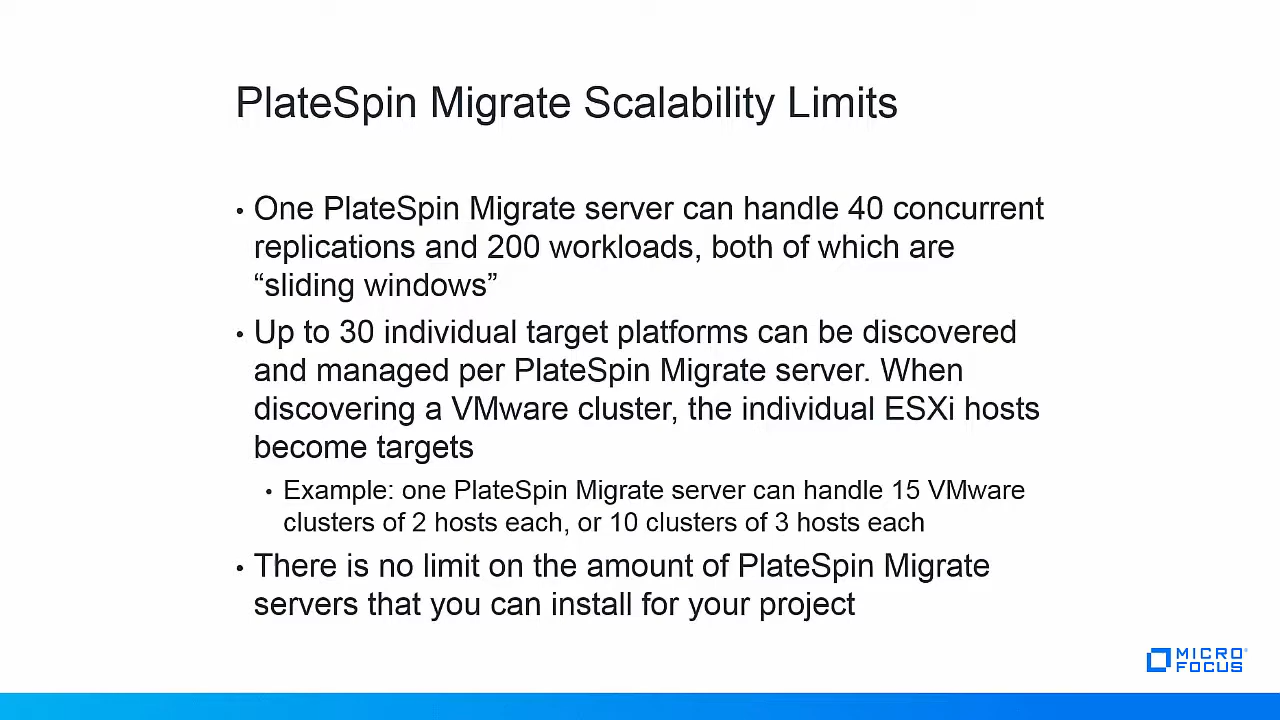 PlateSpin Migrate Scalability Limits
• One PlateSpin Migrate server can handle 40 concurrent
replications and 200 workloads, both of which are
“sliding windows”
• Up to 30 individual target platforms can be discovered
and managed per PlateSpin Migrate server. When
discovering a VMware cluster, the individual ESXi hosts
become targets
• Example: one PlateSpin Migrate server can handle 15 VMware
clusters of 2 hosts each, or 10 clusters of 3 hosts each
• There is no limit on the amount of PlateSpin Migrate
servers that you can install for your project
MICRO
FOCUS